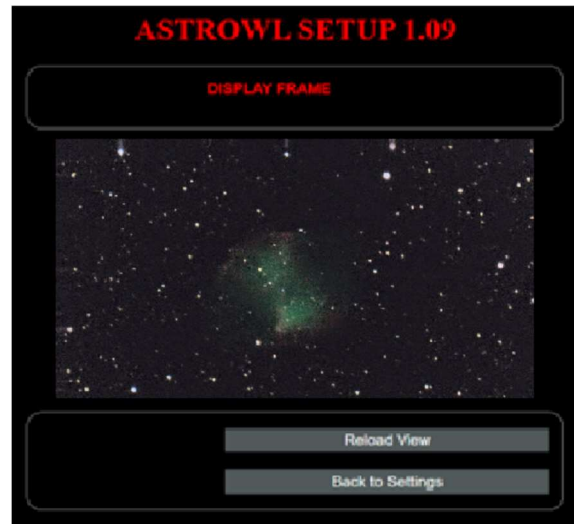 ASTROWL SETUP 1.09
DISPLAY FRAME
Reload View
Back to Settings